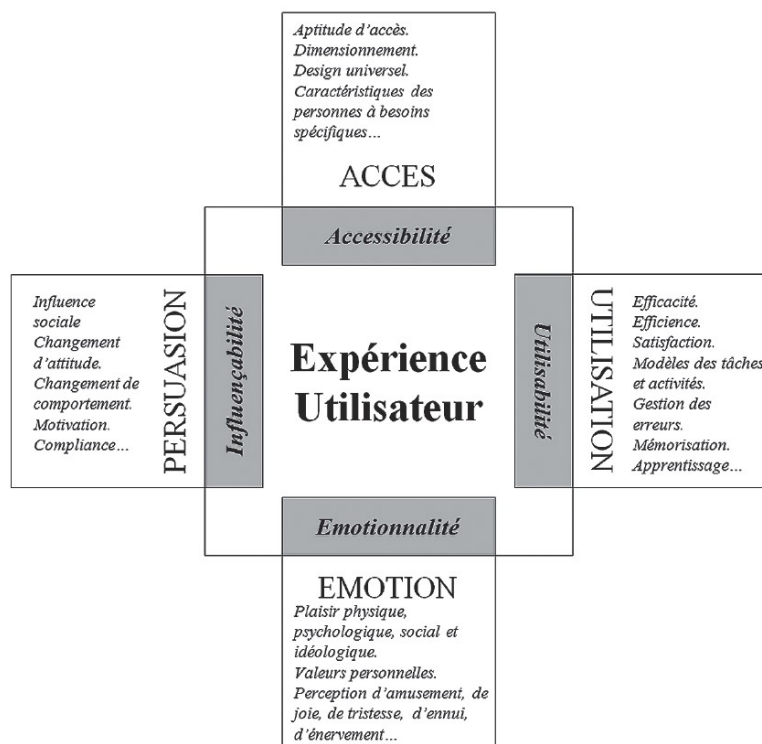 Aptitude d'accès.
Dimensionnement.
Design universel.
Caractéristiques des
personnes à besoins
spécifiques…
ACCES
Accessibilité
Influence
sociale
Changement
d'attitude.
Changement de
comportement.
Motivation.
Compliance…
PERSUASION
Influençabilité
Expérience
Utilisateur
Utilisabilité
UTILISATION
Efficacité.
Efficience.
Satisfaction.
Modèles des tâches
et activités.
Gestion des
erreurs.
Mémorisation.
Apprentissage…
Emotionnalité
EMOTION
Plaisir physique,
psychologique, social et
idéologique.
Valeurs personnelles.
Perception d'amusement, de
joie, de tristesse, d'ennui,
d'énervement…